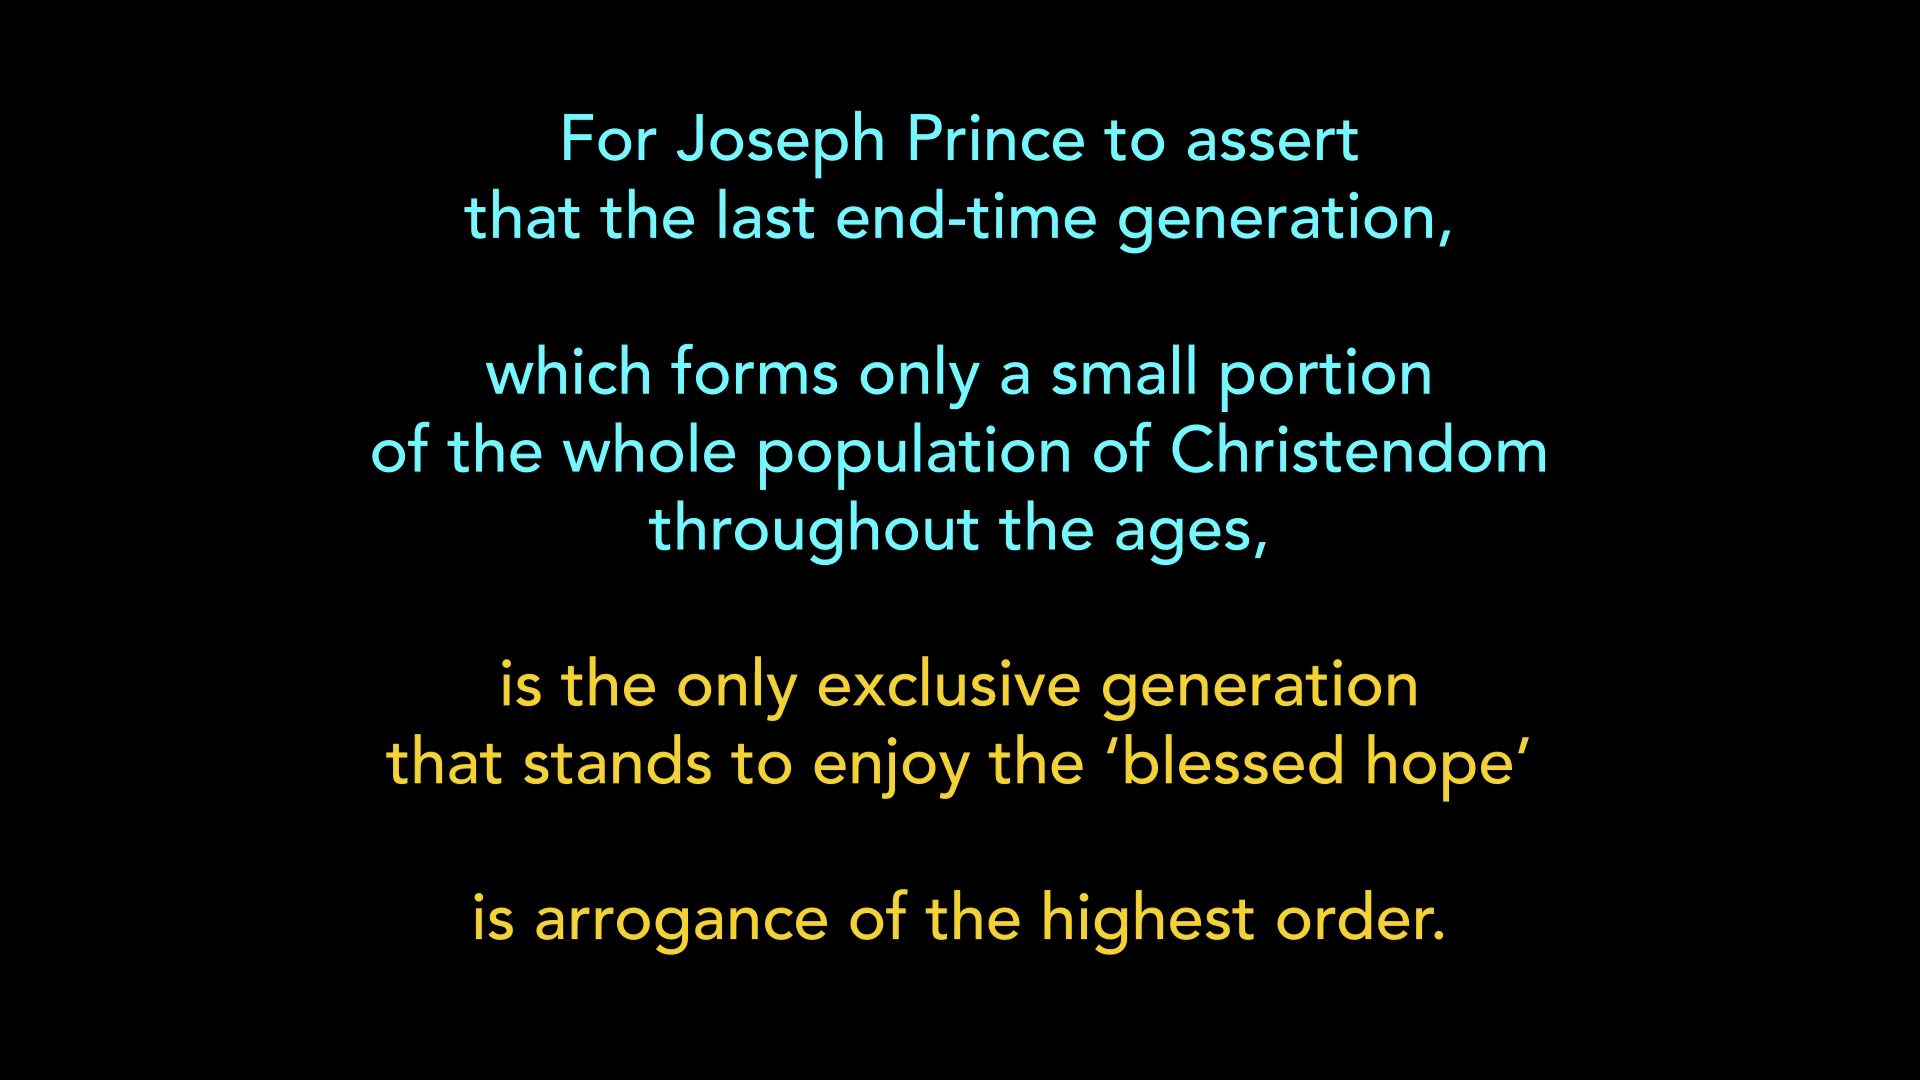 For Joseph Prince to assert
that the last end-time generation,
which forms only a small portion
of the whole population of Christendom
throughout the ages,
is the only exclusive generation
that stands to enjoy the ‘blessed hope’
is arrogance of the highest order.